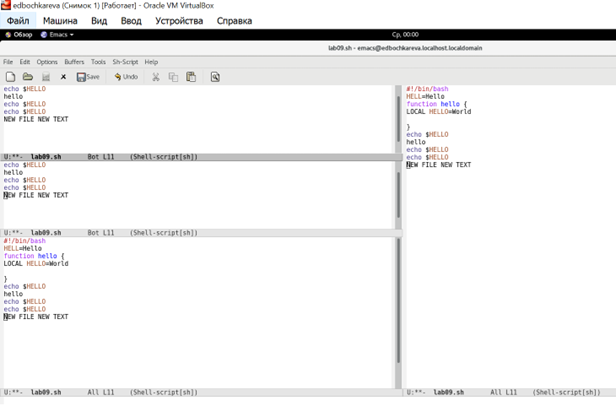 edbochkareva (Снимок 1) [Работает] - Oracle VM VirtualBox
Файл Машина Вид Ввод Устройства Справка
Обзор Emacs Ср, 00:00
lab09.sh - emacs@edbochkareva.localhost.localdomain
File Edit Options Buffers Tools Sh-Script Help
Save Undo
echo $HELLO
hello
echo $HELLO
echo $HELLO
NEW FILE NEW TEXT
U:**- lab09.sh Bot L11 (Shell-script[sh])
echo $HELLO
hello
echo $HELLO
echo $HELLO
NEW FILE NEW TEXT
U:**- lab09.sh Bot L11 (Shell-script[sh])
#!/bin/bash
HELL=Hello
function hello {
LOCAL HELLO=World
}
echo $HELLO
hello
echo $HELLO
echo $HELLO
NEW FILE NEW TEXT
U:**- lab09.sh All L11 (Shell-script[sh])
#!/bin/bash
HELL=Hello
function hello {
LOCAL HELLO=World
}
echo $HELLO
hello
echo $HELLO
echo $HELLO
NEW FILE NEW TEXT
U:**- lab09.sh All L11 (Shell-script[sh])